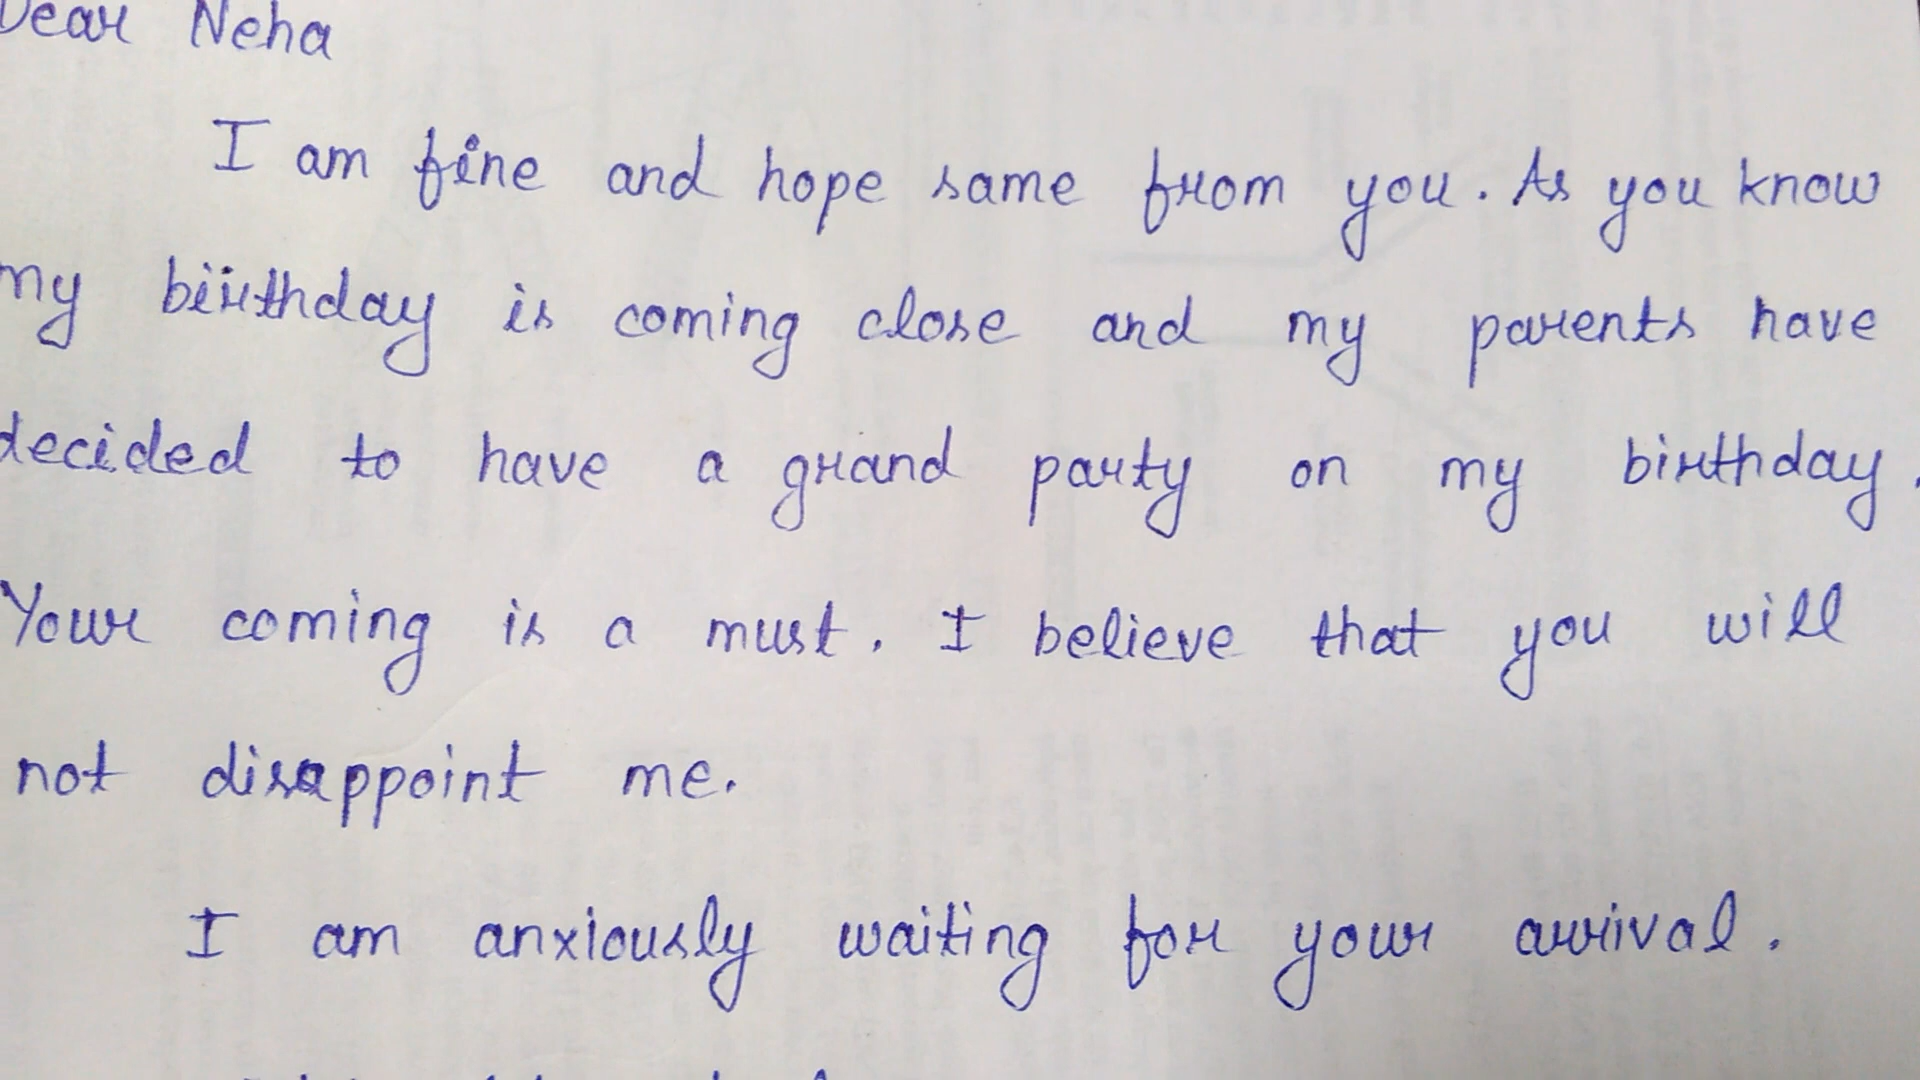 Dear Neha
I am fine and hope same from you. As you know
my birthday is coming close and my parents have
decided to have a grand party on my birthday.
Your coming is a must. I believe that you will
not disappoint me.
I am anxiously waiting for your arrival.